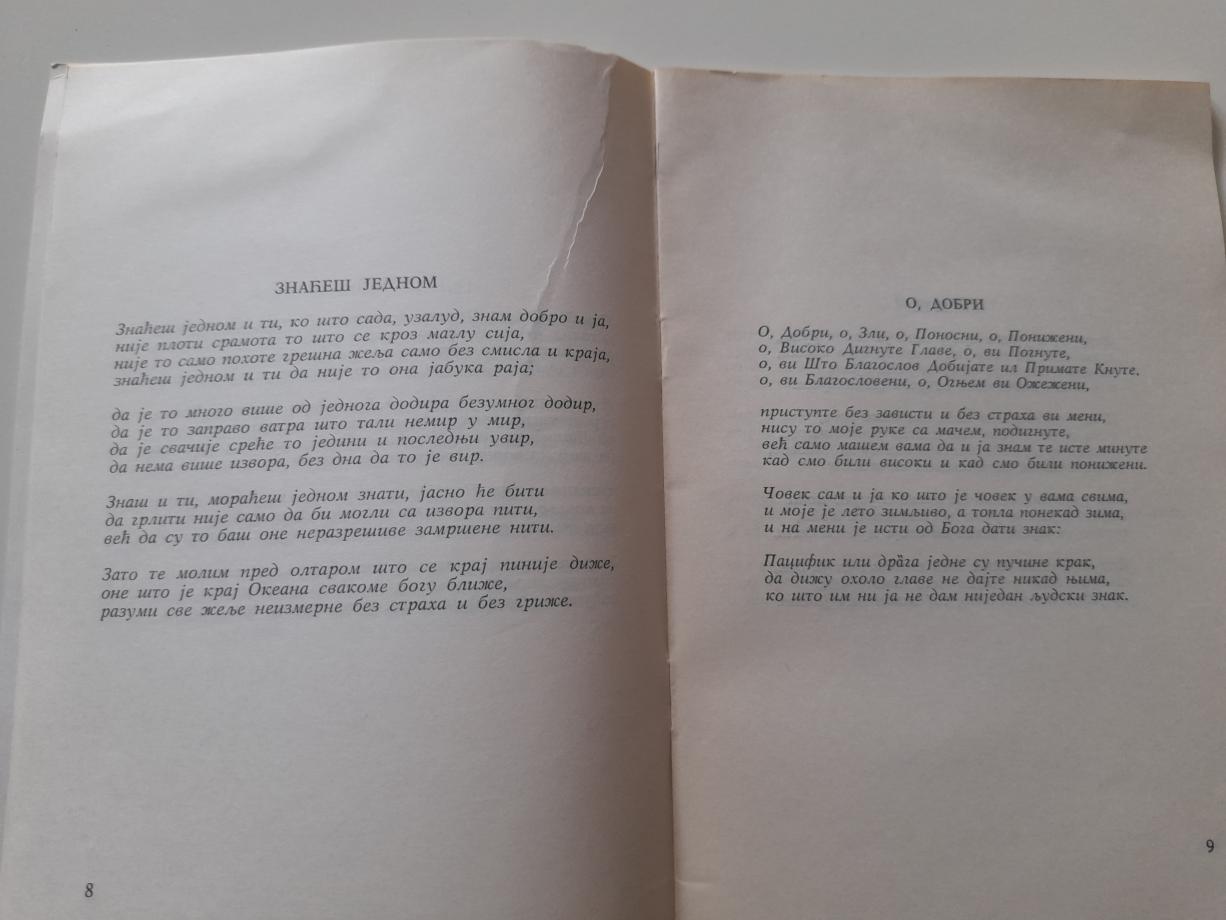 ЗНАЋЕШ ЈЕДНОМ
Знаћеш једном и ти, ко што сада, узалуд, знам добро и ја,
није плоти срамота то што се кроз маглу сија,
није то само похоте грешна жеља само без смисла и краја,
знаћеш једном и ти да није то она јабука раја;
да је то много више од једнога додира безумног додир,
да је то заправо ватра што тали немир у мир,
да је свачије среће то једини и последњи увир,
да нема више извора, без дна да то је вир.
Знаш и ти, мораћеш једном знати, јасно ће бити
да грлити није само да би могли са извора пити,
већ да су то баш оне неразрешиве замршене нити.
Зато те молим пред олтаром што се крај пиније диже,
оне што је крај Океана свакоме богу ближе,
разуми све жеље неизмерне без страха и без гриже.
8
О, ДОБРИ
О, Добри, о, Зли, о, Поносни, о, Понижени,
о, Високо Дигнуте Главе, о, ви Погнуте,
о, ви Што Благослов Добијате ил Примате Кнуте.
о, ви Благословени, о, Огњем ви Ожежени,
приступте без зависти и без страха ви мени,
нису то моје руке са мачем, подигнуте,
већ само машем вама да и ја знам те исте минуте
кад смо били високи и кад смо били понижени.
Човек сам и ја ко што је човек у вама свима,
и моје је лето зимљиво, а топла понекад зима,
и на мени је исти од Бога дати знак:
Пацифик или дра̏га једне су пучине крак,
да дижу охоло главе не дајте никад њима,
ко што им ни ја не дам ниједан људски знак.
9